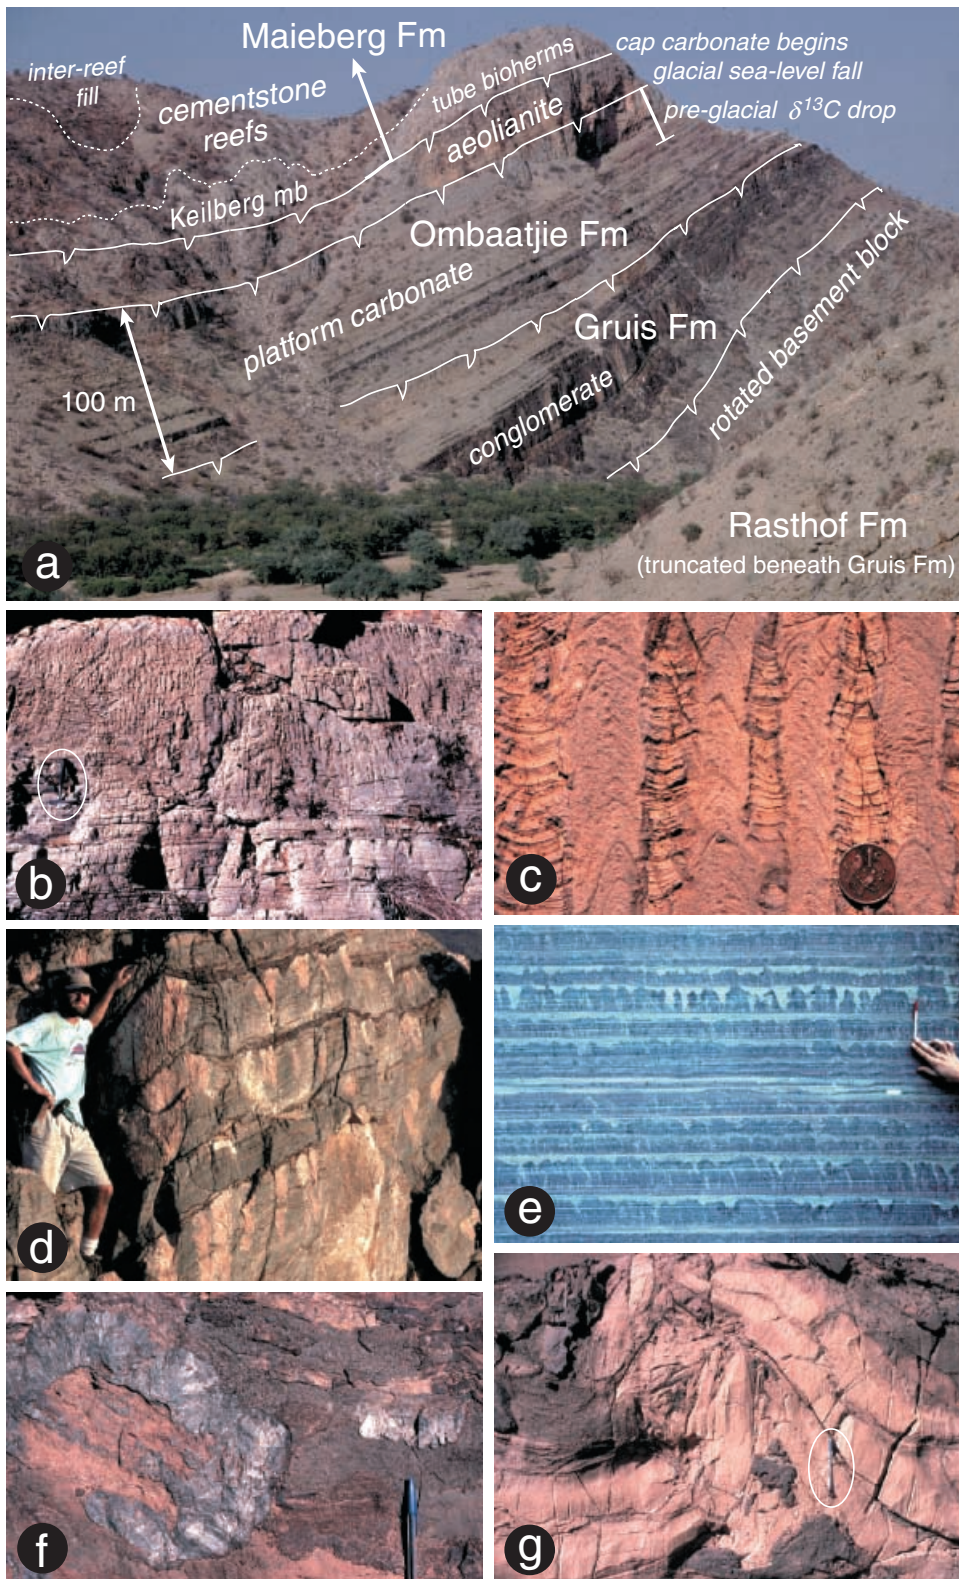 Maieberg Fm
inter-reef
fill
cementstone
reefs
tube bioherms
cap carbonate begins
glacial sea-level fall
pre-glacial δ¹³C drop
aeolianite
Keilberg mb
Ombaatjie Fm
platform carbonate
100 m
Gruis Fm
conglomerate
rotated basement block
Rasthof Fm
(truncated beneath Gruis Fm)
a
b
c
d
e
f
g